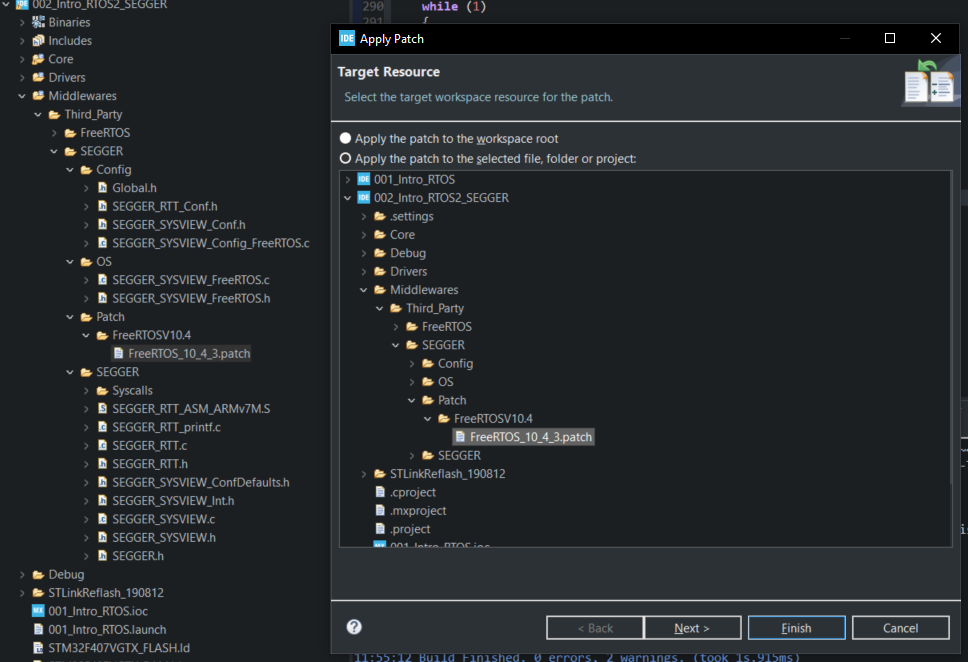 002_Intro_RTOS2_SEGGER
Binaries
Includes
Core
Drivers
Middlewares
Third_Party
FreeRTOS
SEGGER
Config
Global.h
SEGGER_RTT_Conf.h
SEGGER_SYSVIEW_Conf.h
SEGGER_SYSVIEW_Config_FreeRTOS.c
OS
SEGGER_SYSVIEW_FreeRTOS.c
SEGGER_SYSVIEW_FreeRTOS.h
Patch
FreeRTOSV10.4
FreeRTOS_10_4_3.patch
SEGGER
Syscalls
SEGGER_RTT_ASM_ARMv7M.S
SEGGER_RTT_printf.c
SEGGER_RTT.c
SEGGER_RTT.h
SEGGER_SYSVIEW_ConfDefaults.h
SEGGER_SYSVIEW_Int.h
SEGGER_SYSVIEW.c
SEGGER_SYSVIEW.h
SEGGER.h
Debug
STLinkReflash_190812
001_Intro_RTOS.ioc
001_Intro_RTOS.launch
STM32F407VGTX_FLASH.ld
290 while (1)
291 {
IDE Apply Patch
Target Resource
Select the target workspace resource for the patch.
Apply the patch to the workspace root
Apply the patch to the selected file, folder or project:
001_Intro_RTOS
002_Intro_RTOS2_SEGGER
.settings
Core
Debug
Drivers
Middlewares
Third_Party
FreeRTOS
SEGGER
Config
OS
Patch
FreeRTOSV10.4
FreeRTOS_10_4_3.patch
SEGGER
STLinkReflash_190812
.cproject
.mxproject
.project
001_Intro_RTOS.ioc
< Back
Next >
Finish
Cancel
11:55:12 Build Finished. 0 errors, 2 warnings. (took 1s.915ms)